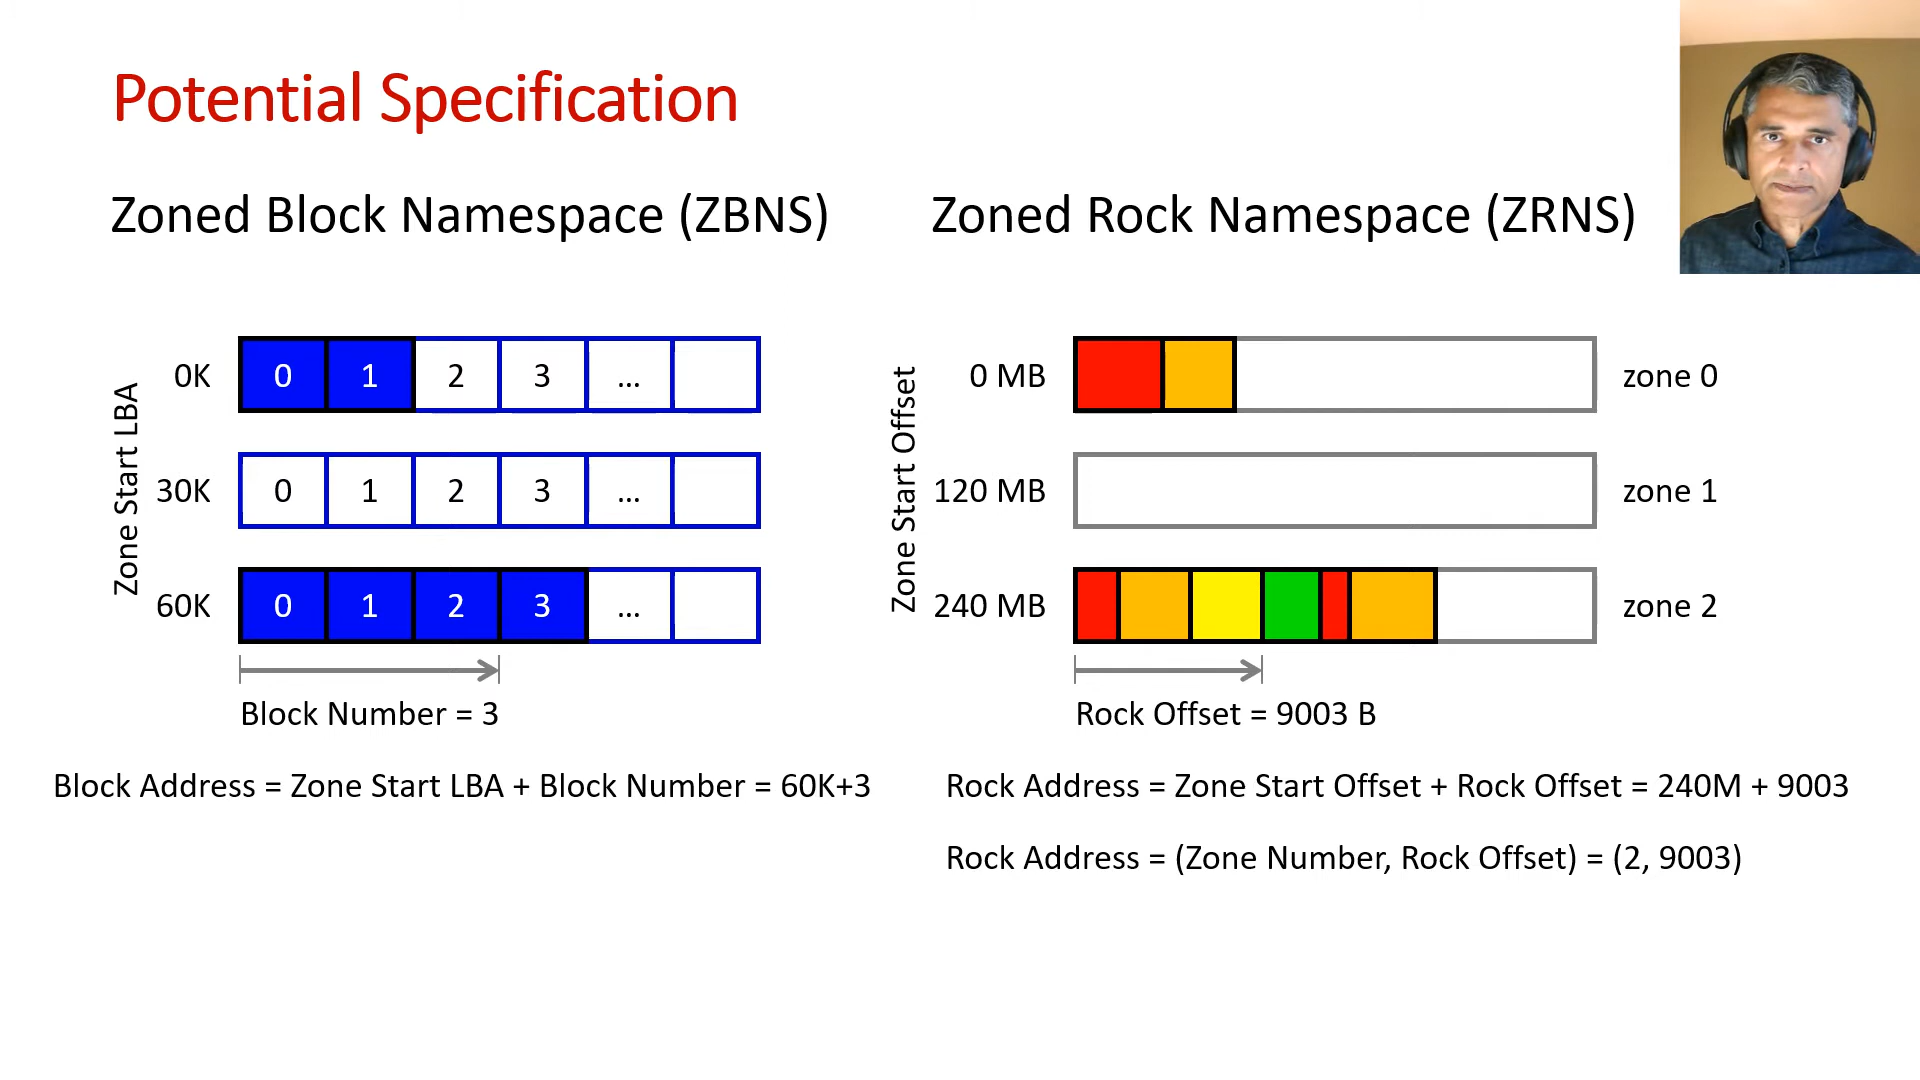 Potential Specification
Zoned Block Namespace (ZBNS)
Zone Start LBA
0K 0 1 2 3 ...
30K 0 1 2 3 ...
60K 0 1 2 3 ...
Block Number = 3
Block Address = Zone Start LBA + Block Number = 60K+3
Zoned Rock Namespace (ZRNS)
Zone Start Offset
0 MB zone 0
120 MB zone 1
240 MB zone 2
Rock Offset = 9003 B
Rock Address = Zone Start Offset + Rock Offset = 240M + 9003
Rock Address = (Zone Number, Rock Offset) = (2, 9003)